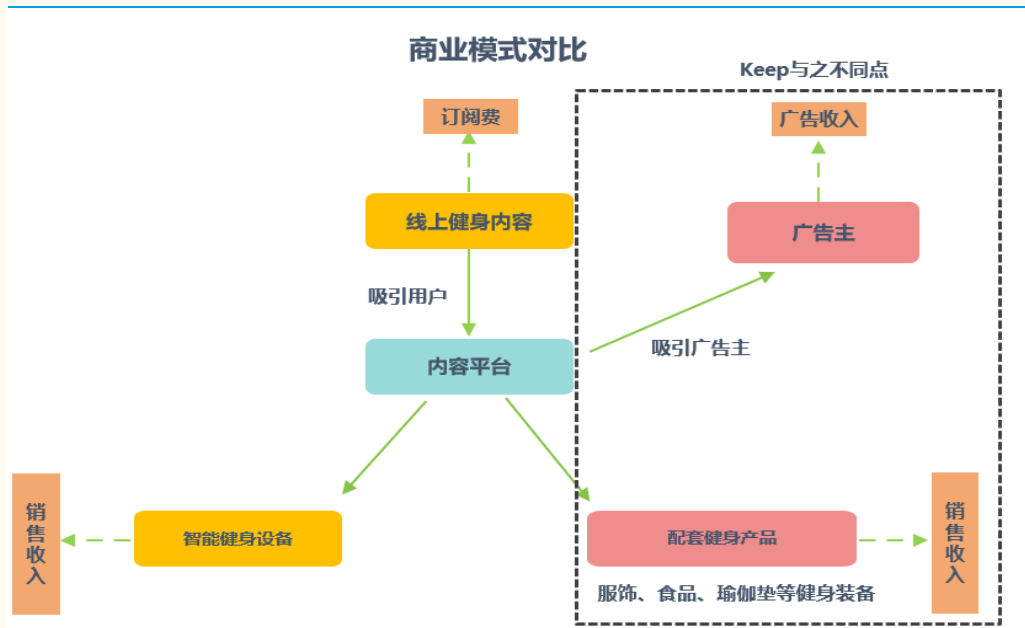 商业模式对比
Keep与之不同点
订阅费
广告收入
线上健身内容
广告主
吸引用户
吸引广告主
内容平台
销售收入
智能健身设备
配套健身产品
销售收入
服饰、食品、瑜伽垫等健身装备